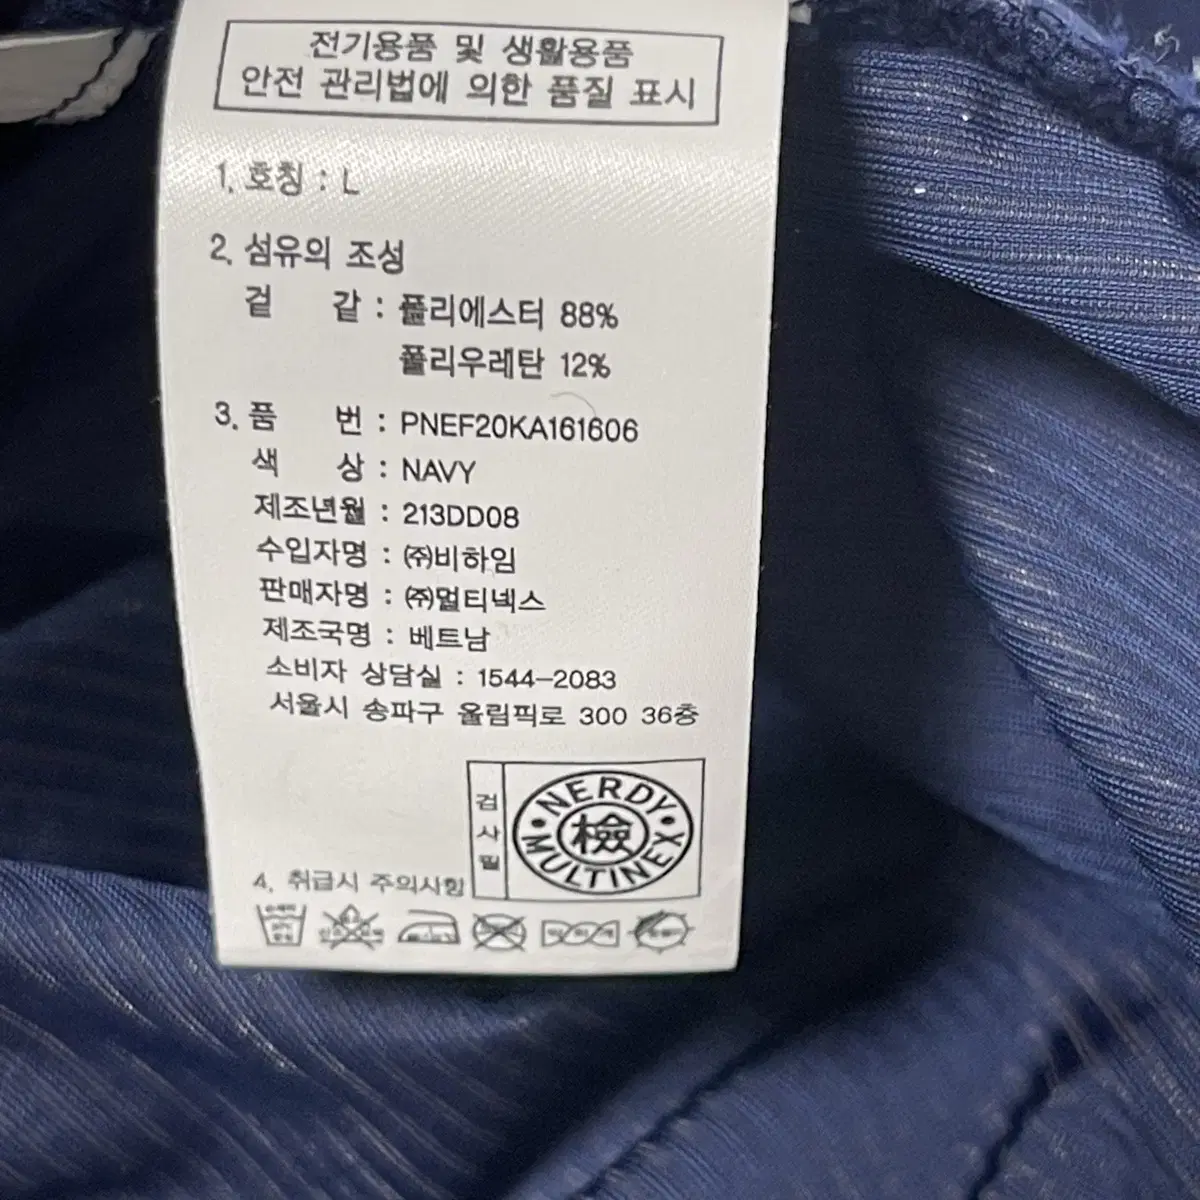 전기용품 및 생활용품
안전 관리법에 의한 품질 표시
1. 호칭 : L
2. 섬유의 조성
겉 감 : 폴리에스터 88%
폴리우레탄 12%
3. 품 번 : PNEF20KA161606
색 상 : NAVY
제조년월 : 213DD08
수입자명 : ㈜비하임
판매자명 : ㈜멀티넥스
제조국명 : 베트남
소비자 상담실 : 1544-2083
서울시 송파구 올림픽로 300 36층
검사필
NERDY
檢
MULTINEX
4. 취급시 주의사항